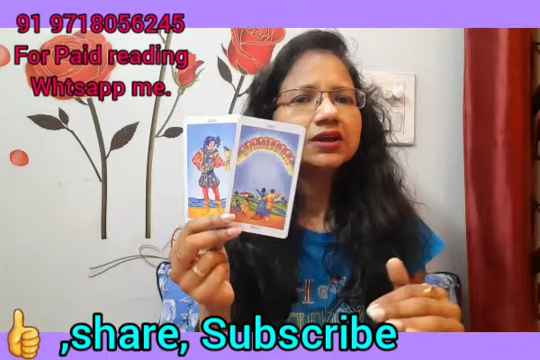 91 9718056245
For Paid reading
Whtsapp me.
👍 ,share, Subscribe